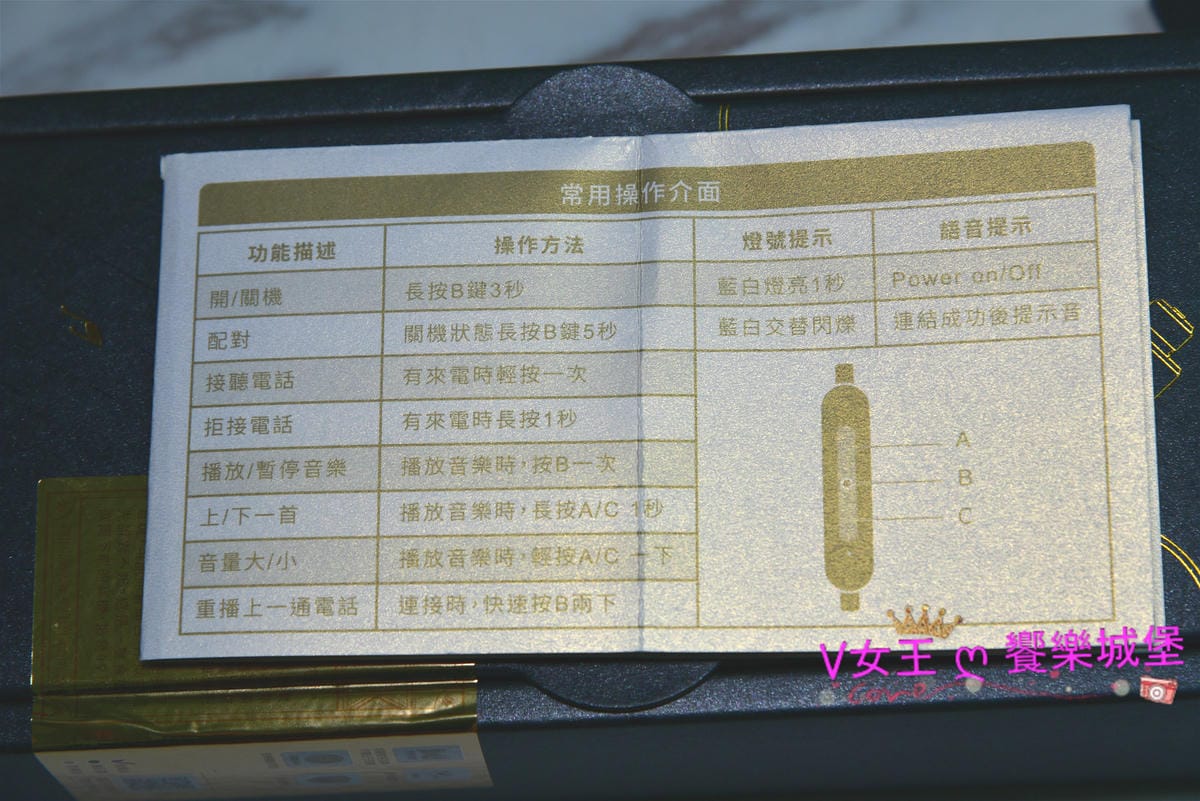 常用操作介面
功能描述 操作方法 燈號提示 語音提示
開/關機 長按B鍵3秒 藍白燈亮1秒 Power on/Off
配對 關機狀態長按B鍵5秒 藍白交替閃爍 連結成功後提示音
接聽電話 有來電時輕按一次
拒接電話 有來電時長按1秒
播放/暫停音樂 播放音樂時,按B一次
上/下一首 播放音樂時,長按A/C 1秒
音量大/小 播放音樂時,輕按A/C 一下
重播上一通電話 連接時,快速按B兩下
A
B
C
V女王 ღ 饗樂城堡